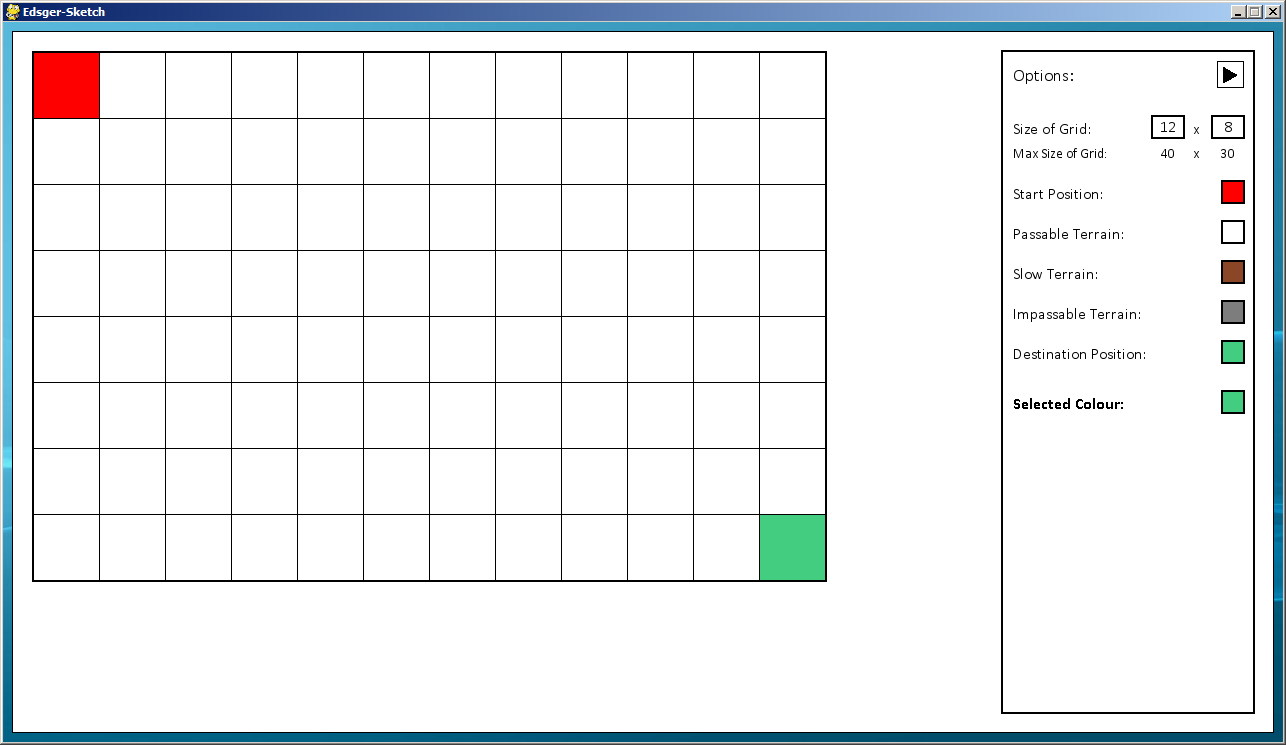 Edsger-Sketch
Options:
Size of Grid: 12 x 8
Max Size of Grid: 40 x 30
Start Position:
Passable Terrain:
Slow Terrain:
Impassable Terrain:
Destination Position:
Selected Colour: